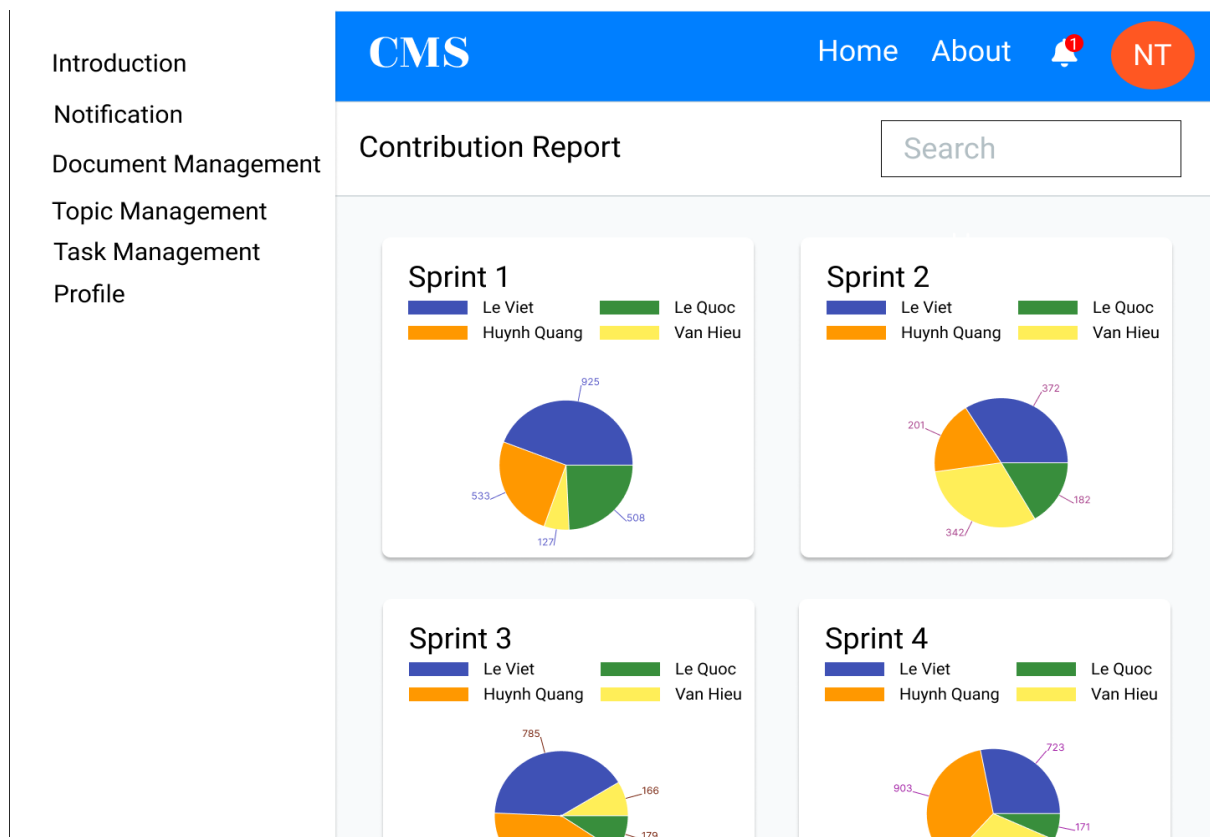 Introduction
Notification
Document Management
Topic Management
Task Management
Profile
CMS
Home About 1 NT
Contribution Report
Search
Sprint 1
Le Viet Le Quoc
Huynh Quang Van Hieu
925
533
508
127
Sprint 2
Le Viet Le Quoc
Huynh Quang Van Hieu
372
201
182
342
Sprint 3
Le Viet Le Quoc
Huynh Quang Van Hieu
785
166
179
Sprint 4
Le Viet Le Quoc
Huynh Quang Van Hieu
723
903
171